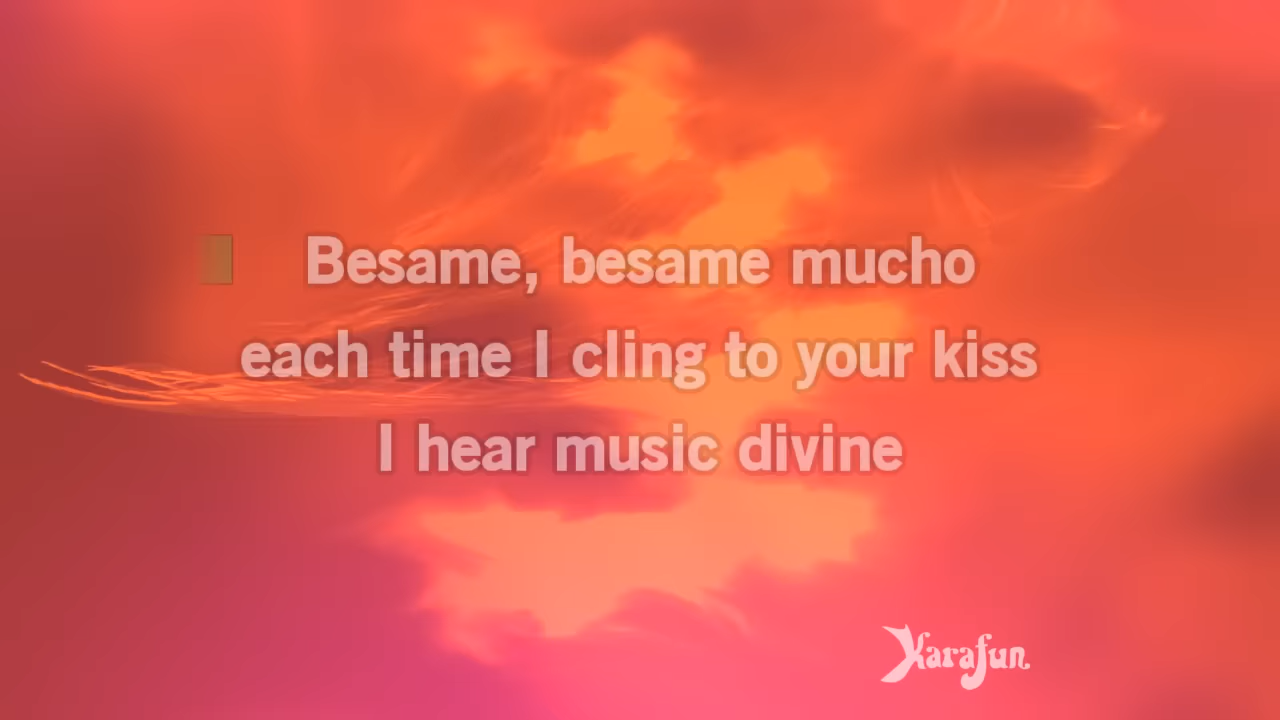 Besame, besame mucho
each time I cling to your kiss
I hear music divine
Karafun